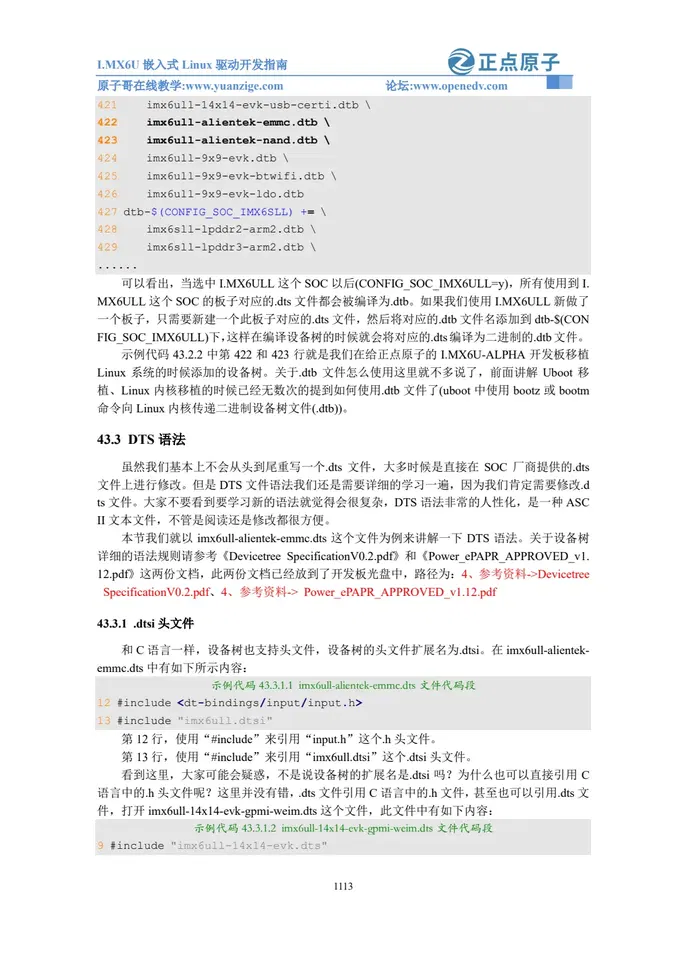 I.MX6U 嵌入式 Linux 驱动开发指南
正点原子
原子哥在线教学:www.yuanzige.com 论坛:www.openedv.com
421 imx6ull-14x14-evk-usb-certi.dtb \
422 imx6ull-alientek-emmc.dtb \
423 imx6ull-alientek-nand.dtb \
424 imx6ull-9x9-evk.dtb \
425 imx6ull-9x9-evk-btwifi.dtb \
426 imx6ull-9x9-evk-ldo.dtb
427 dtb-$(CONFIG_SOC_IMX6SLL) += \
428 imx6sll-lpddr2-arm2.dtb \
429 imx6sll-lpddr3-arm2.dtb \
......
可以看出，当选中 I.MX6ULL 这个 SOC 以后(CONFIG_SOC_IMX6ULL=y)，所有使用到 I.
MX6ULL 这个 SOC 的板子对应的.dts 文件都会被编译为.dtb。如果我们使用 I.MX6ULL 新做了
一个板子，只需要新建一个此板子对应的.dts 文件，然后将对应的.dtb 文件名添加到 dtb-$(CON
FIG_SOC_IMX6ULL)下，这样在编译设备树的时候就会将对应的.dts编译为二进制的.dtb文件。
示例代码 43.2.2 中第 422 和 423 行就是我们在给正点原子的 I.MX6U-ALPHA 开发板移植
Linux 系统的时候添加的设备树。关于.dtb 文件怎么使用这里就不多说了，前面讲解 Uboot 移
植、Linux 内核移植的时候已经无数次的提到如何使用.dtb 文件了(uboot 中使用 bootz 或 bootm
命令向 Linux 内核传递二进制设备树文件(.dtb))。
43.3 DTS 语法
虽然我们基本上不会从头到尾重写一个.dts 文件，大多时候是直接在 SOC 厂商提供的.dts
文件上进行修改。但是 DTS 文件语法我们还是需要详细的学习一遍，因为我们肯定需要修改.d
ts 文件。大家不要看到要学习新的语法就觉得会很复杂，DTS 语法非常的人性化，是一种 ASC
II 文本文件，不管是阅读还是修改都很方便。
本节我们就以 imx6ull-alientek-emmc.dts 这个文件为例来讲解一下 DTS 语法。关于设备树
详细的语法规则请参考《Devicetree SpecificationV0.2.pdf》和《Power_ePAPR_APPROVED_v1.
12.pdf》这两份文档，此两份文档已经放到了开发板光盘中，路径为：4、参考资料->Devicetree
SpecificationV0.2.pdf、4、参考资料-> Power_ePAPR_APPROVED_v1.12.pdf
43.3.1 .dtsi 头文件
和 C 语言一样，设备树也支持头文件，设备树的头文件扩展名为.dtsi。在 imx6ull-alientek-
emmc.dts 中有如下所示内容：
示例代码 43.3.1.1 imx6ull-alientek-emmc.dts 文件代码段
12 #include <dt-bindings/input/input.h>
13 #include "imx6ull.dtsi"
第 12 行，使用“#include”来引用“input.h”这个.h 头文件。
第 13 行，使用“#include”来引用“imx6ull.dtsi”这个.dtsi 头文件。
看到这里，大家可能会疑惑，不是说设备树的扩展名是.dtsi 吗？为什么也可以直接引用 C
语言中的.h 头文件呢？这里并没有错，.dts 文件引用 C 语言中的.h 文件，甚至也可以引用.dts 文
件，打开 imx6ull-14x14-evk-gpmi-weim.dts 这个文件，此文件中有如下内容：
示例代码 43.3.1.2 imx6ull-14x14-evk-gpmi-weim.dts 文件代码段
9 #include "imx6ull-14x14-evk.dts"
1113